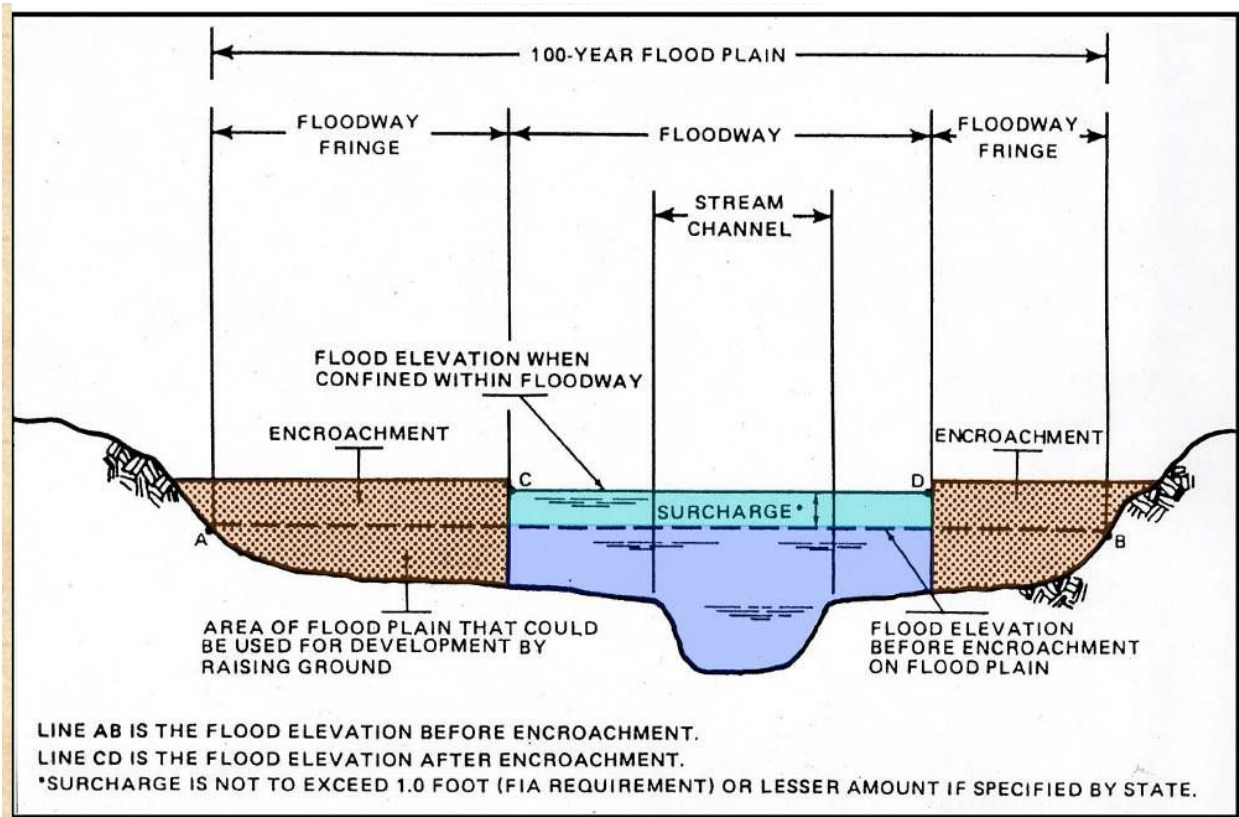 100-YEAR FLOOD PLAIN
FLOODWAY
FRINGE
FLOODWAY
FLOODWAY
FRINGE
STREAM
CHANNEL
FLOOD ELEVATION WHEN
CONFINED WITHIN FLOODWAY
ENCROACHMENT
ENCROACHMENT
C
D
SURCHARGE*
A
B
AREA OF FLOOD PLAIN THAT COULD
BE USED FOR DEVELOPMENT BY
RAISING GROUND
FLOOD ELEVATION
BEFORE ENCROACHMENT
ON FLOOD PLAIN
LINE AB IS THE FLOOD ELEVATION BEFORE ENCROACHMENT.
LINE CD IS THE FLOOD ELEVATION AFTER ENCROACHMENT.
*SURCHARGE IS NOT TO EXCEED 1.0 FOOT (FIA REQUIREMENT) OR LESSER AMOUNT IF SPECIFIED BY STATE.